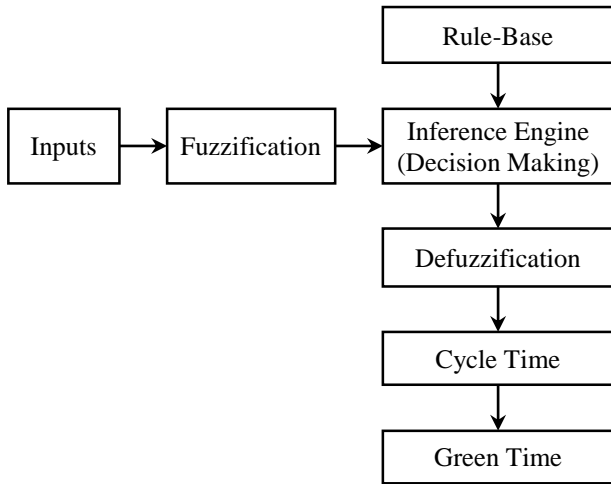 Rule-Base
Inputs
Fuzzification
Inference Engine
(Decision Making)
Defuzzification
Cycle Time
Green Time